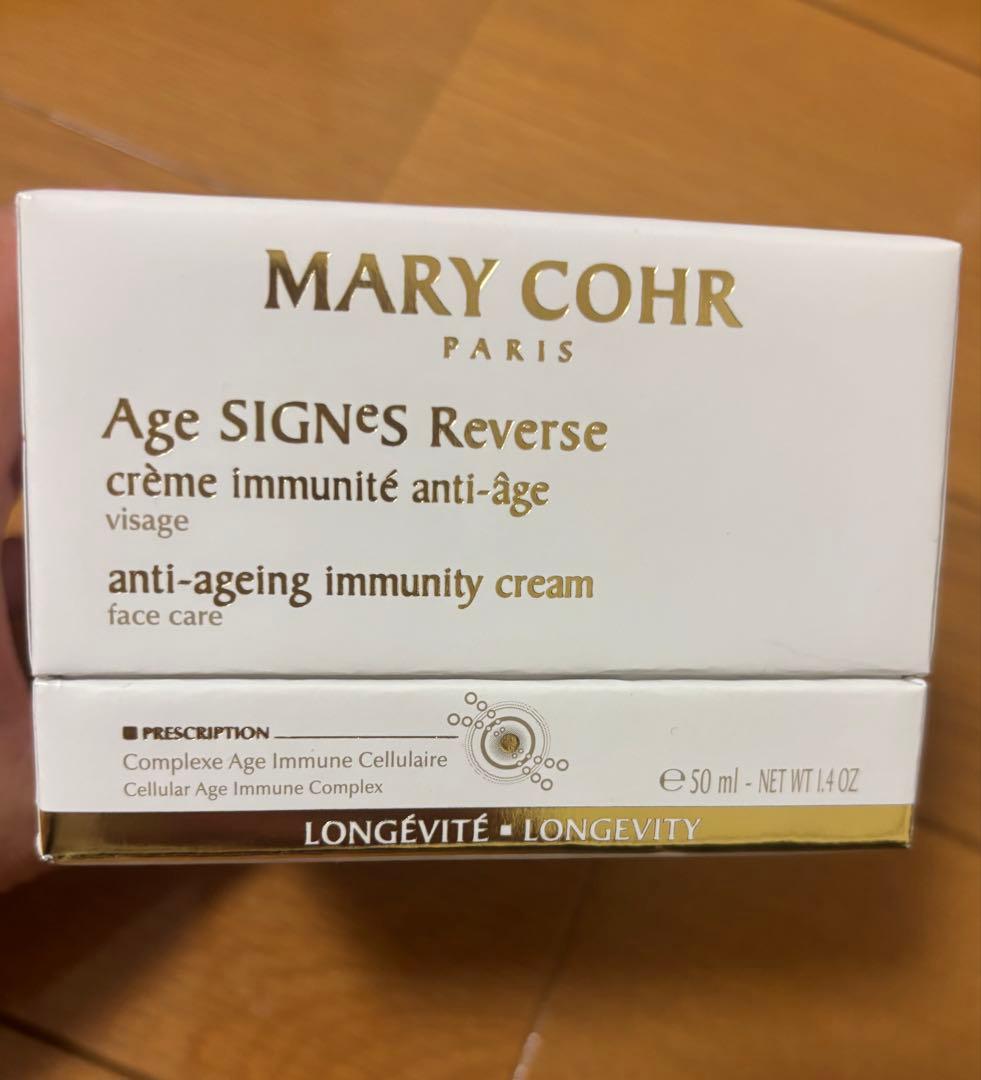 MARY COHR
PARIS
Age SIGNeS Reverse
crème immunité anti-âge
visage
anti-ageing immunity cream
face care
PRESCRIPTION
Complexe Age Immune Cellulaire
Cellular Age Immune Complex
℮ 50 ml - NET WT 1.4 OZ
LONGÉVITÉ ▪ LONGEVITY